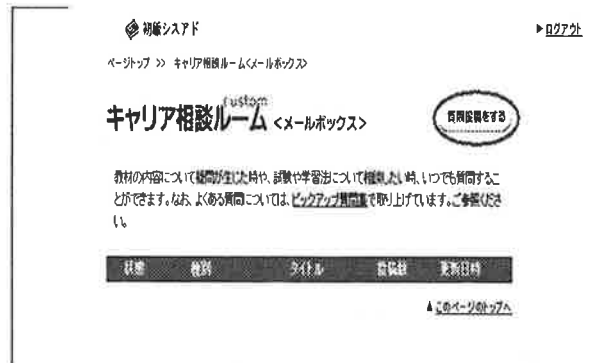 初級シスアド
▶ログアウト
ページトップ >> キャリア相談ルーム<メールボックス>
custom
キャリア相談ルーム <メールボックス>
質問投稿をする
教材の内容について疑問が生じた時や、試験や学習法について相談したい時、いつでも質問するこ
とができます。なお、よくある質問については、ピックアップ質問集で取り上げています。ご参照くださ
い。
状態 種別 タイトル 投稿数 更新日時
▲このページのトップへ